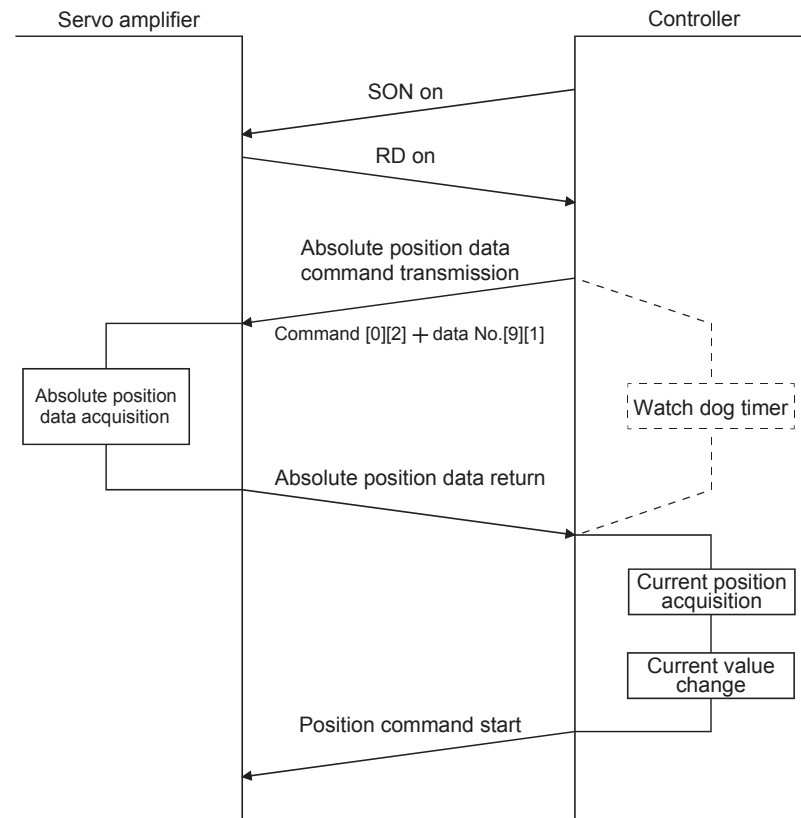 Servo amplifier
Controller
SON on
RD on
Absolute position data
command transmission
Command [0][2] + data No.[9][1]
Absolute position
data acquisition
Watch dog timer
Absolute position data return
Current position
acquisition
Current value
change
Position command start